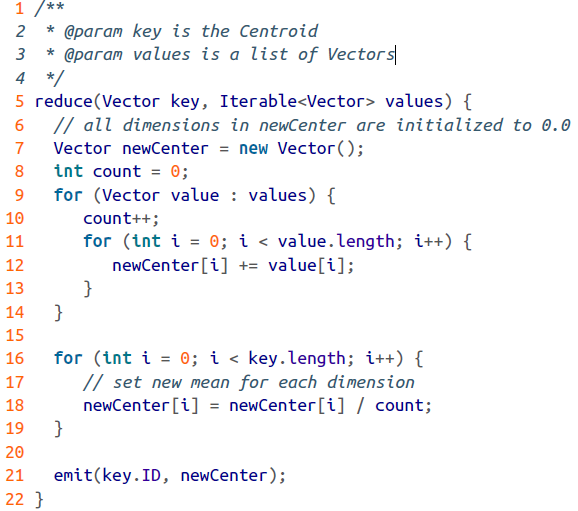 1 /**
2  * @param key is the Centroid
3  * @param values is a list of Vectors
4  */
5 reduce(Vector key, Iterable<Vector> values) {
6   // all dimensions in newCenter are initialized to 0.0
7   Vector newCenter = new Vector();
8   int count = 0;
9   for (Vector value : values) {
10      count++;
11      for (int i = 0; i < value.length; i++) {
12         newCenter[i] += value[i];
13      }
14   }
15
16   for (int i = 0; i < key.length; i++) {
17      // set new mean for each dimension
18      newCenter[i] = newCenter[i] / count;
19   }
20
21   emit(key.ID, newCenter);
22 }